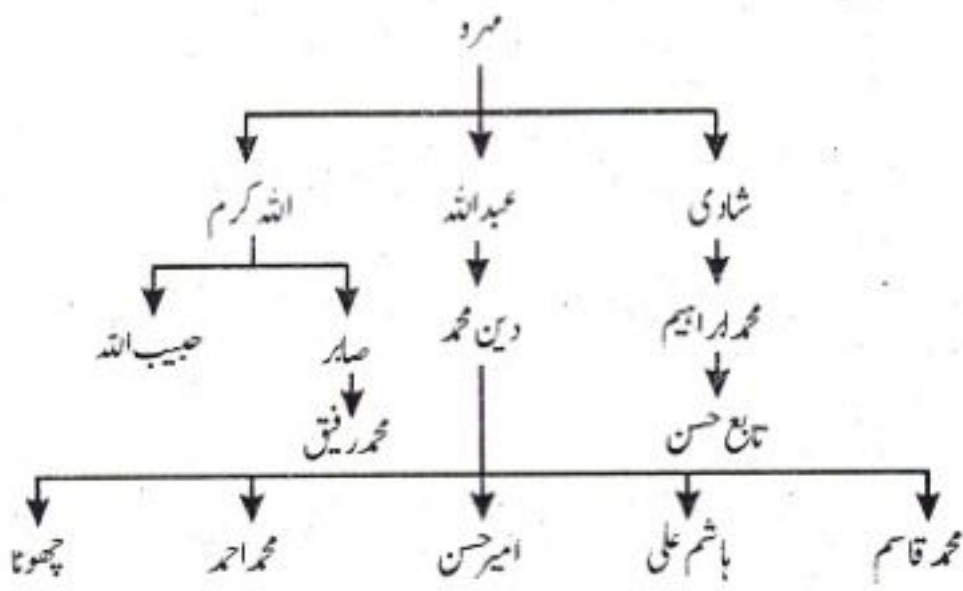 مہرو
شادی
عبداللہ
اللہ کرم
محمد ابراہیم
دین محمد
صابر
حبیب اللہ
تابع حسن
محمد رفیق
محمد قاسم
ہاشم علی
امیر حسن
محمد احمد
چھوٹا